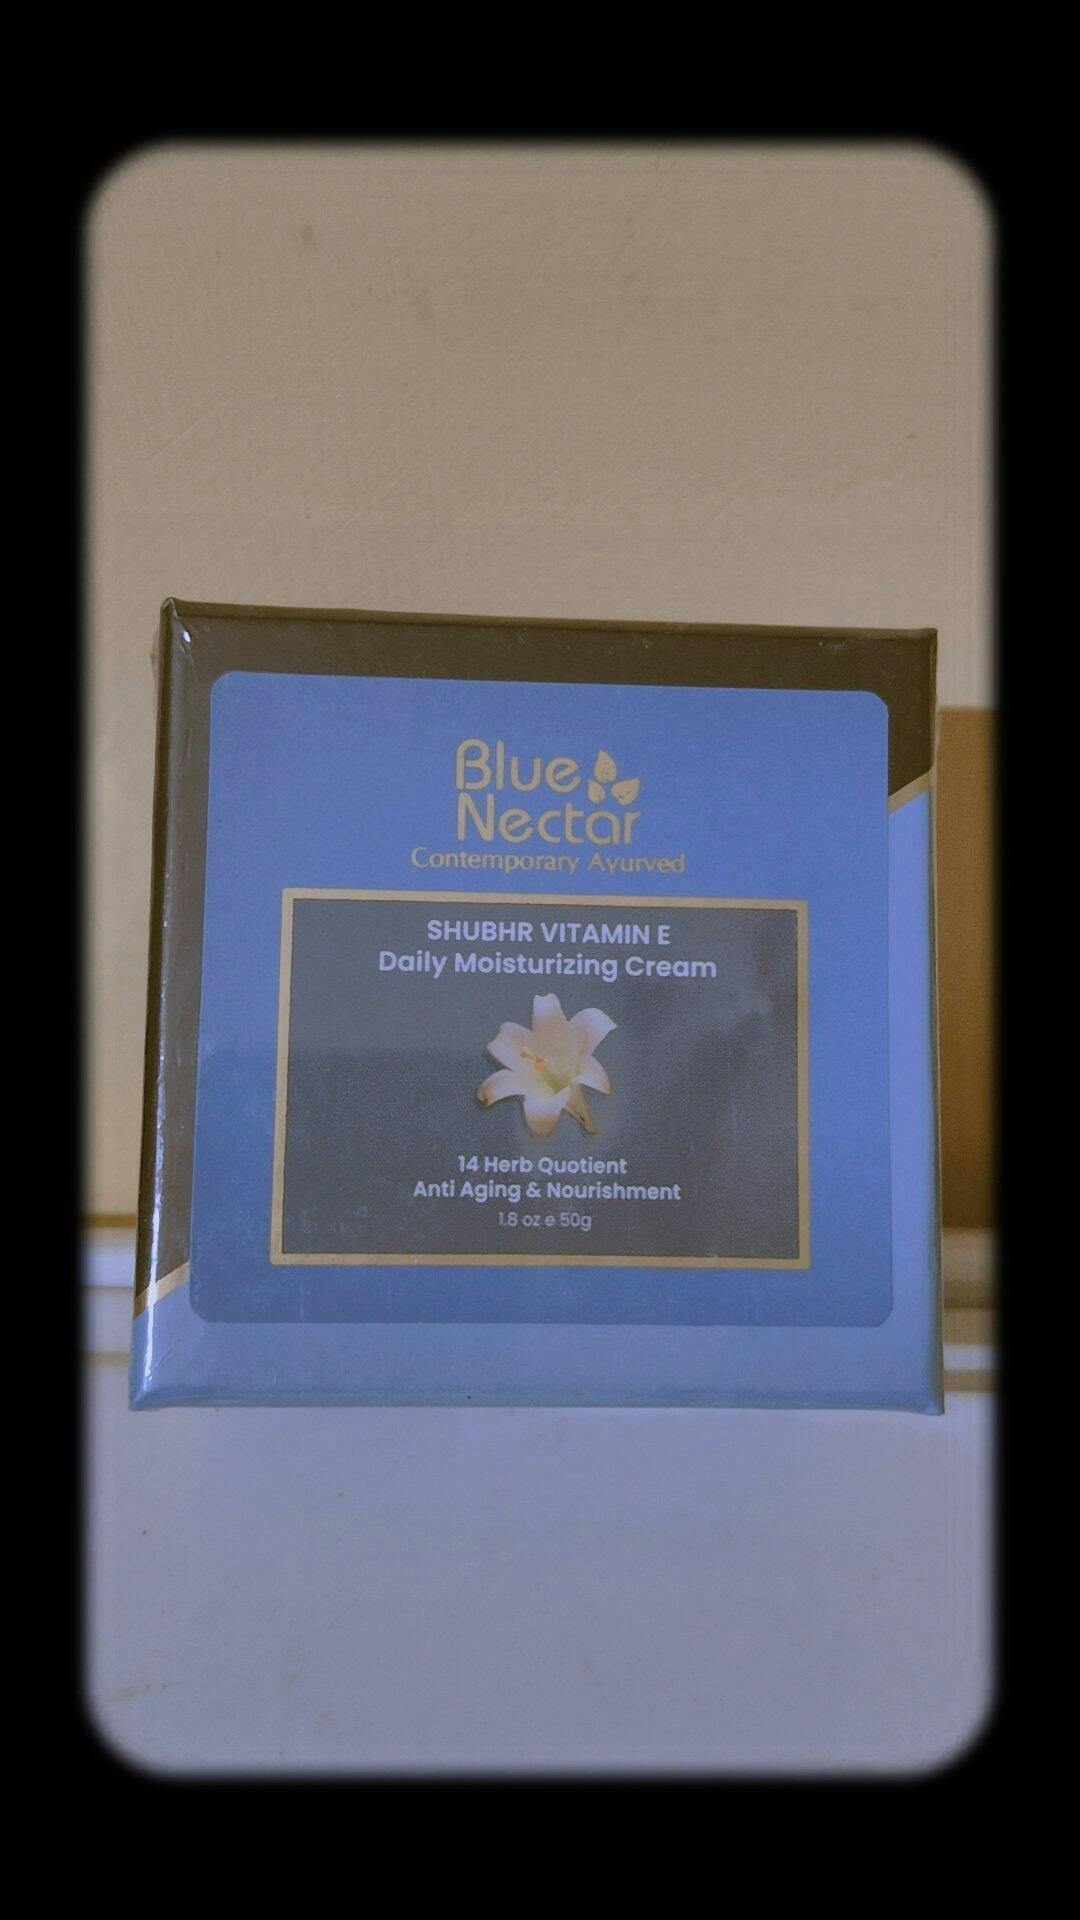 Blue
Nectar
Contemporary Ayurved
SHUBHR VITAMIN E
Daily Moisturizing Cream
14 Herb Quotient
Anti Aging & Nourishment
1.8 oz e 50g